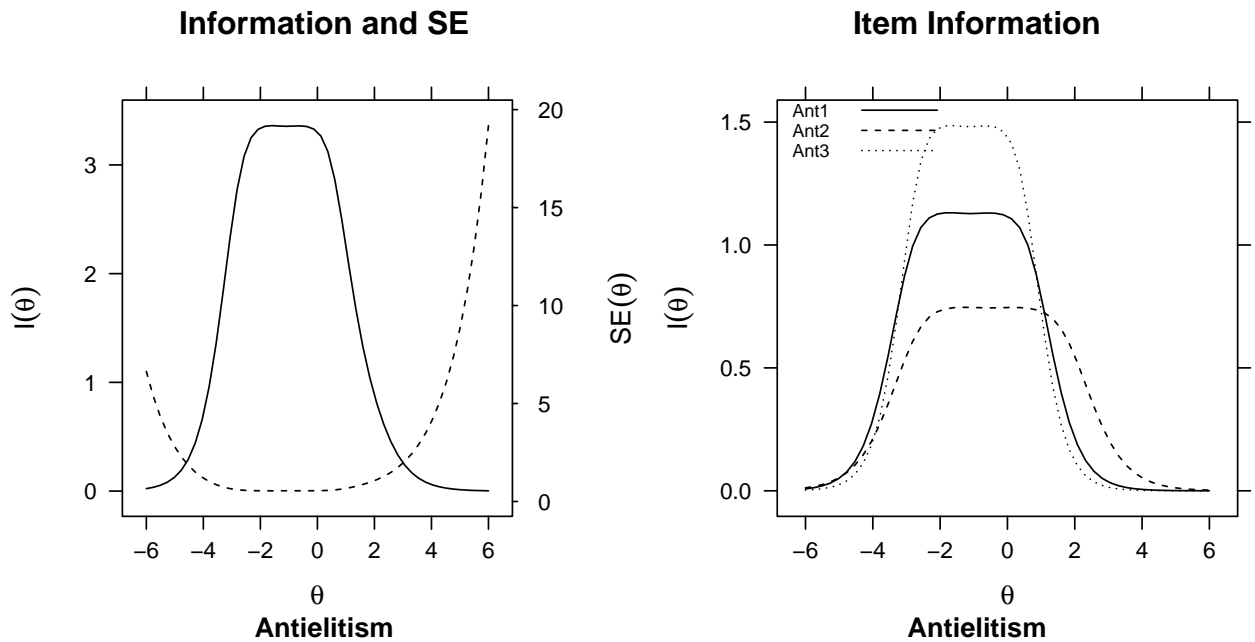 Information and SE
I(θ)
3
2
1
0
20
15
10
5
0
SE(θ)
−6 −4 −2 0 2 4 6
θ
Antielitism
Item Information
I(θ)
1.5
1.0
0.5
0.0
Ant1
Ant2
Ant3
−6 −4 −2 0 2 4 6
θ
Antielitism